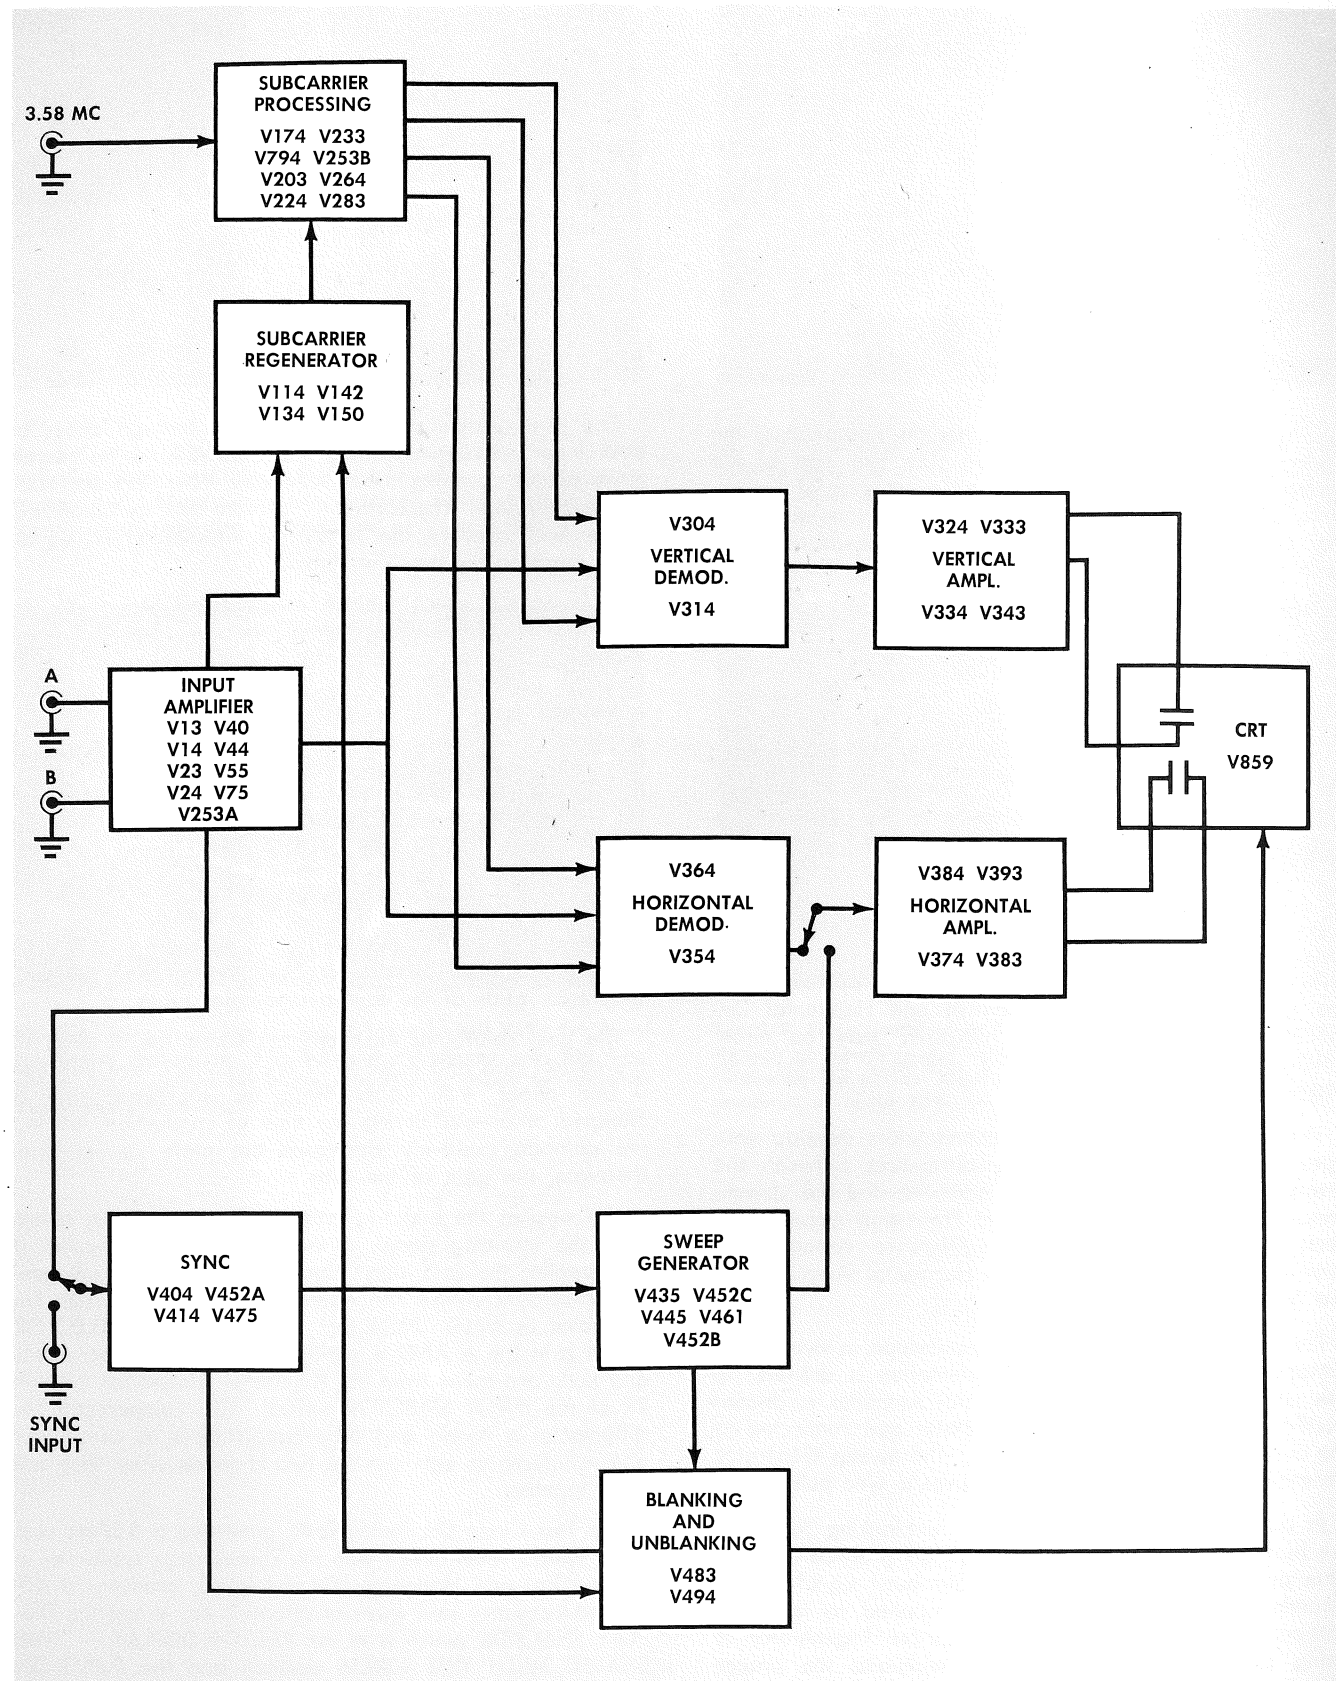 3.58 MC
SUBCARRIER
PROCESSING
V174 V233
V794 V253B
V203 V264
V224 V283
SUBCARRIER
REGENERATOR
V114 V142
V134 V150
V304
VERTICAL
DEMOD.
V314
V324 V333
VERTICAL
AMPL.
V334 V343
A
B
INPUT
AMPLIFIER
V13 V40
V14 V44
V23 V55
V24 V75
V253A
CRT
V859
V364
HORIZONTAL
DEMOD.
V354
V384 V393
HORIZONTAL
AMPL.
V374 V383
SYNC
V404 V452A
V414 V475
SYNC
INPUT
SWEEP
GENERATOR
V435 V452C
V445 V461
V452B
BLANKING
AND
UNBLANKING
V483
V494